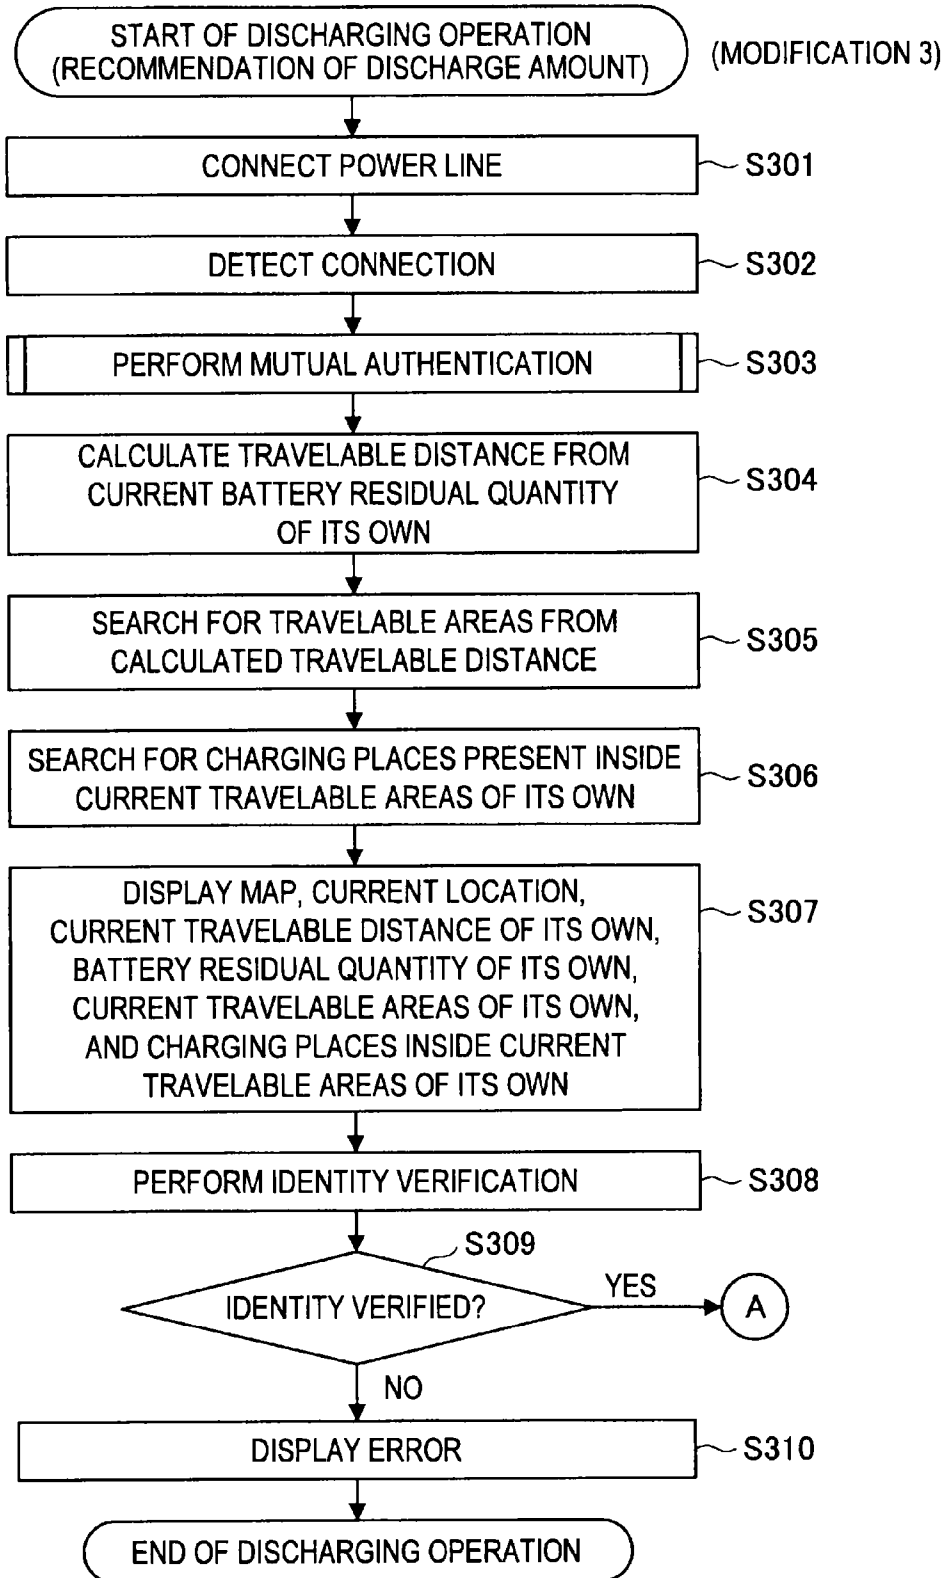 START OF DISCHARGING OPERATION
(RECOMMENDATION OF DISCHARGE AMOUNT)
(MODIFICATION 3)
CONNECT POWER LINE
S301
DETECT CONNECTION
S302
PERFORM MUTUAL AUTHENTICATION
S303
CALCULATE TRAVELABLE DISTANCE FROM
CURRENT BATTERY RESIDUAL QUANTITY
OF ITS OWN
S304
SEARCH FOR TRAVELABLE AREAS FROM
CALCULATED TRAVELABLE DISTANCE
S305
SEARCH FOR CHARGING PLACES PRESENT INSIDE
CURRENT TRAVELABLE AREAS OF ITS OWN
S306
DISPLAY MAP, CURRENT LOCATION,
CURRENT TRAVELABLE DISTANCE OF ITS OWN,
BATTERY RESIDUAL QUANTITY OF ITS OWN,
CURRENT TRAVELABLE AREAS OF ITS OWN,
AND CHARGING PLACES INSIDE CURRENT
TRAVELABLE AREAS OF ITS OWN
S307
PERFORM IDENTITY VERIFICATION
S308
S309
IDENTITY VERIFIED?
YES
A
NO
DISPLAY ERROR
S310
END OF DISCHARGING OPERATION